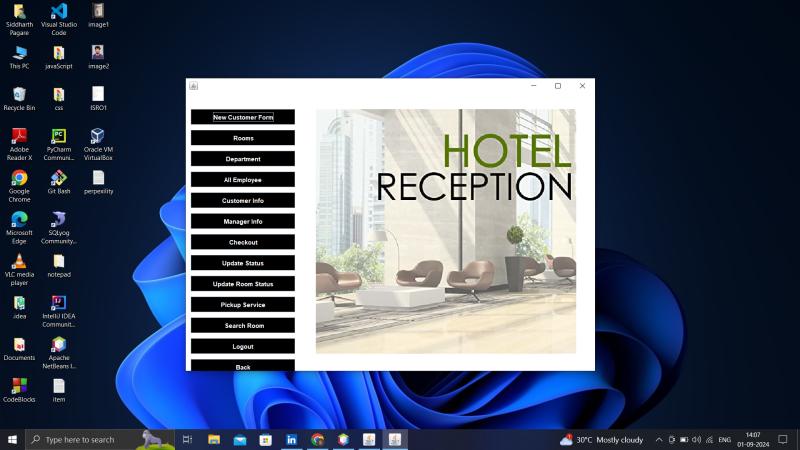 Siddharth
Pagare
Visual Studio
Code
image1
This PC
javaScript
image2
Recycle Bin
css
ISRO1
Adobe
Reader X
PyCharm
Communi...
Oracle VM
VirtualBox
Google
Chrome
Git Bash
perpexility
Microsoft
Edge
SQLyog
Community...
VLC media
player
notepad
.idea
IntelliJ IDEA
Communit...
Documents
Apache
NetBeans I...
CodeBlocks
item
New Customer Form
Rooms
Department
All Employee
Customer Info
Manager Info
Checkout
Update Status
Update Room Status
Pickup Service
Search Room
Logout
Back
HOTEL
RECEPTION
Type here to search
30°C Mostly cloudy
ENG
14:07
01-09-2024